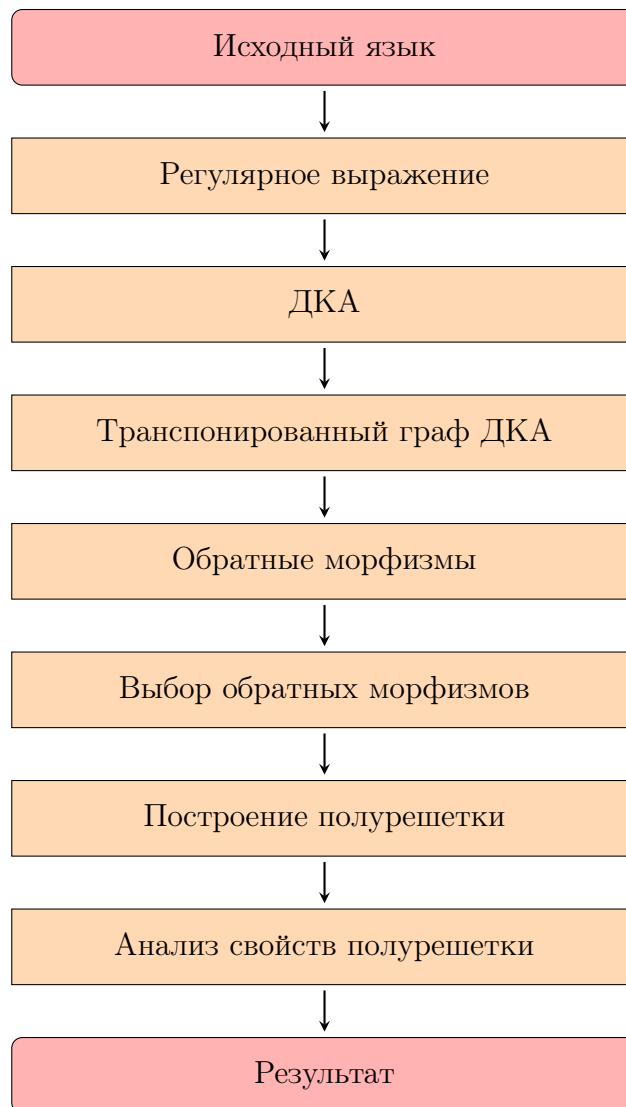 Исходный язык
Регулярное выражение
ДКА
Транспонированный граф ДКА
Обратные морфизмы
Выбор обратных морфизмов
Построение полурешетки
Анализ свойств полурешетки
Результат